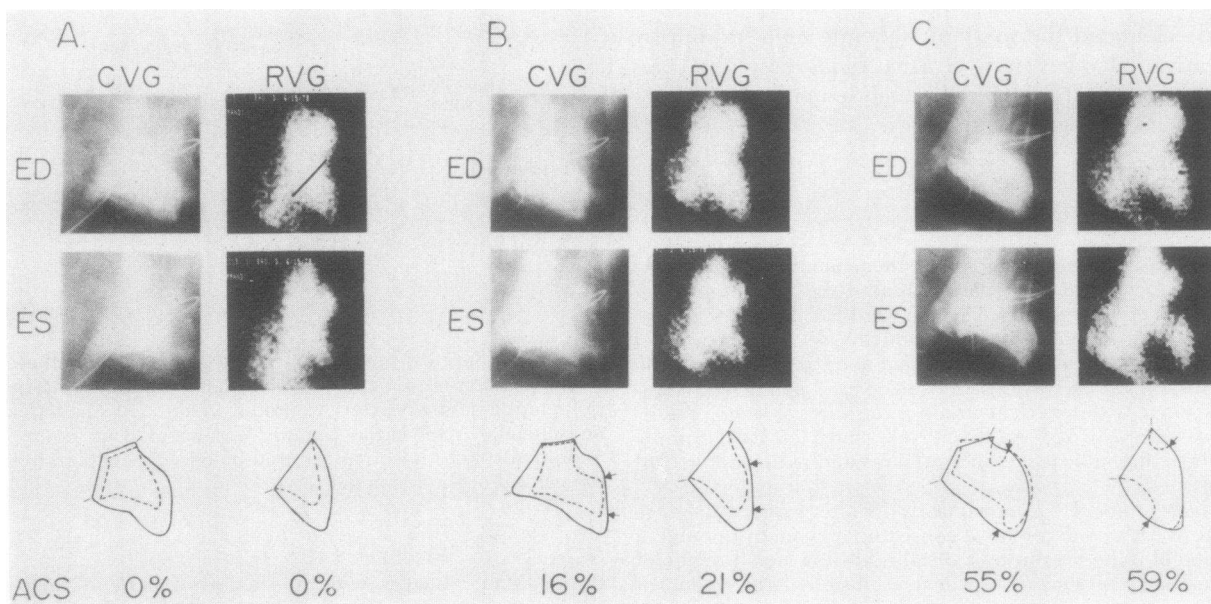 A.
B.
C.
CVG RVG
CVG RVG
CVG RVG
ED
ED
ED
ES
ES
ES
ACS 0% 0% 16% 21% 55% 59%